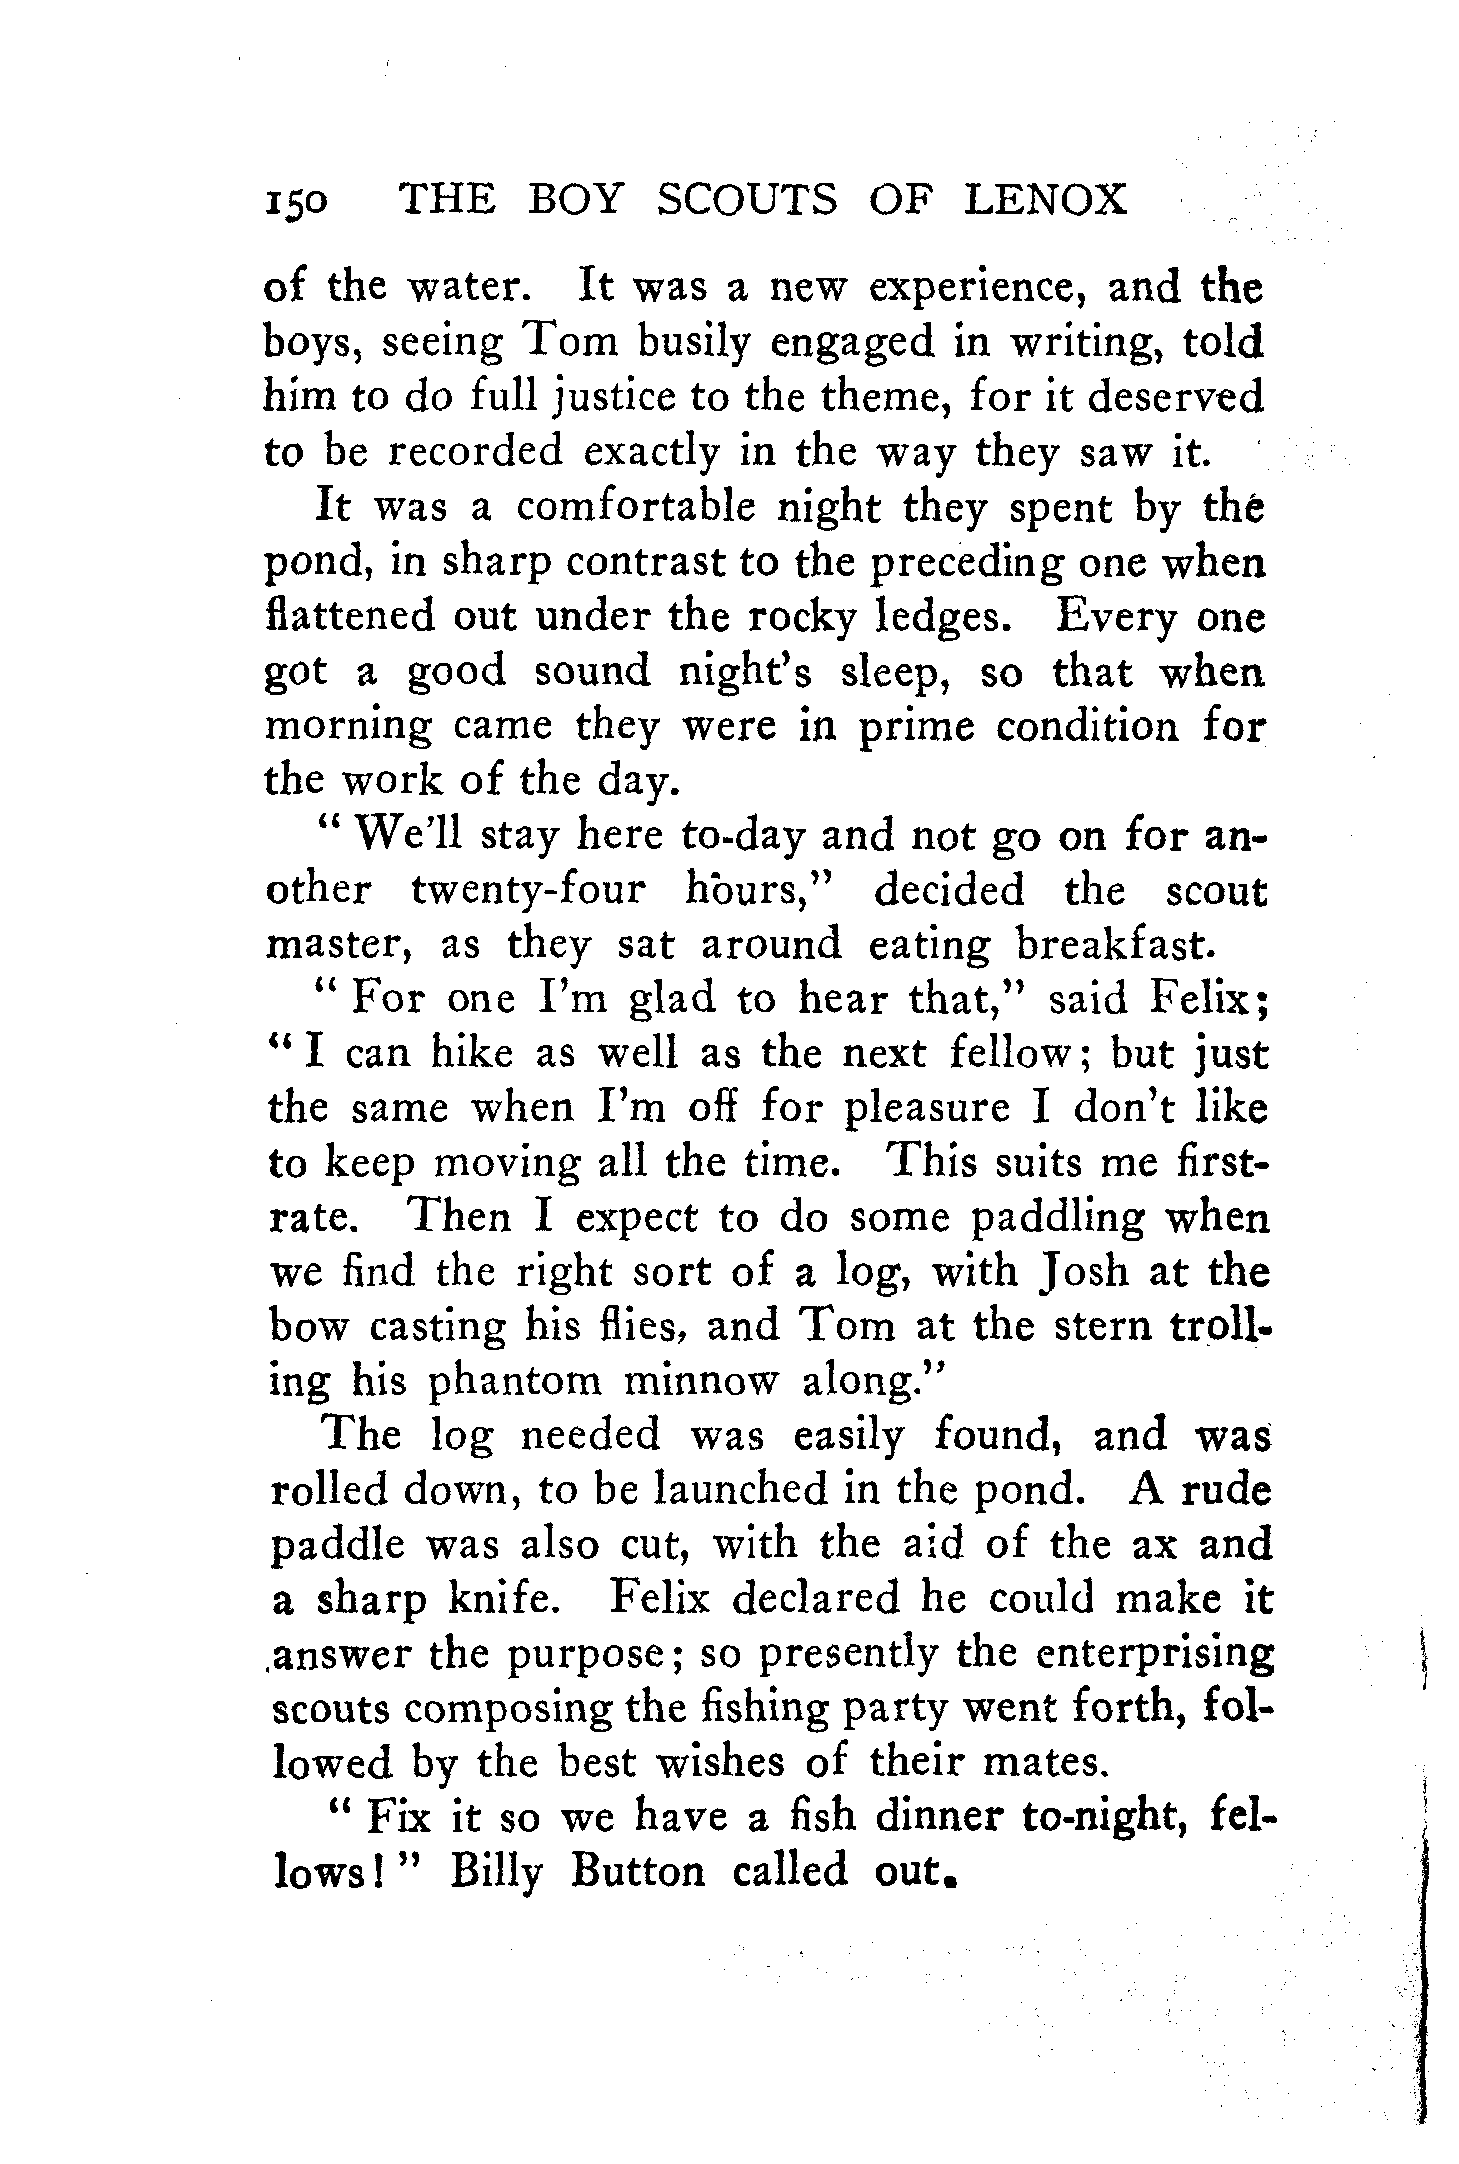 150 THE BOY SCOUTS OF LENOX
of the water. It was a new experience, and the
boys, seeing Tom busily engaged in writing, told
him to do full justice to the theme, for it deserved
to be recorded exactly in the way they saw it.
It was a comfortable night they spent by the
pond, in sharp contrast to the preceding one when
flattened out under the rocky ledges. Every one
got a good sound night's sleep, so that when
morning came they were in prime condition for
the work of the day.
" We'll stay here to-day and not go on for an-
other twenty-four hours," decided the scout
master, as they sat around eating breakfast.
" For one I'm glad to hear that," said Felix;
" I can hike as well as the next fellow; but just
the same when I'm off for pleasure I don't like
to keep moving all the time. This suits me first-
rate. Then I expect to do some paddling when
we find the right sort of a log, with Josh at the
bow casting his flies, and Tom at the stern troll-
ing his phantom minnow along."
The log needed was easily found, and was
rolled down, to be launched in the pond. A rude
paddle was also cut, with the aid of the ax and
a sharp knife. Felix declared he could make it
answer the purpose; so presently the enterprising
scouts composing the fishing party went forth, fol-
lowed by the best wishes of their mates.
" Fix it so we have a fish dinner to-night, fel-
lows! " Billy Button called out.